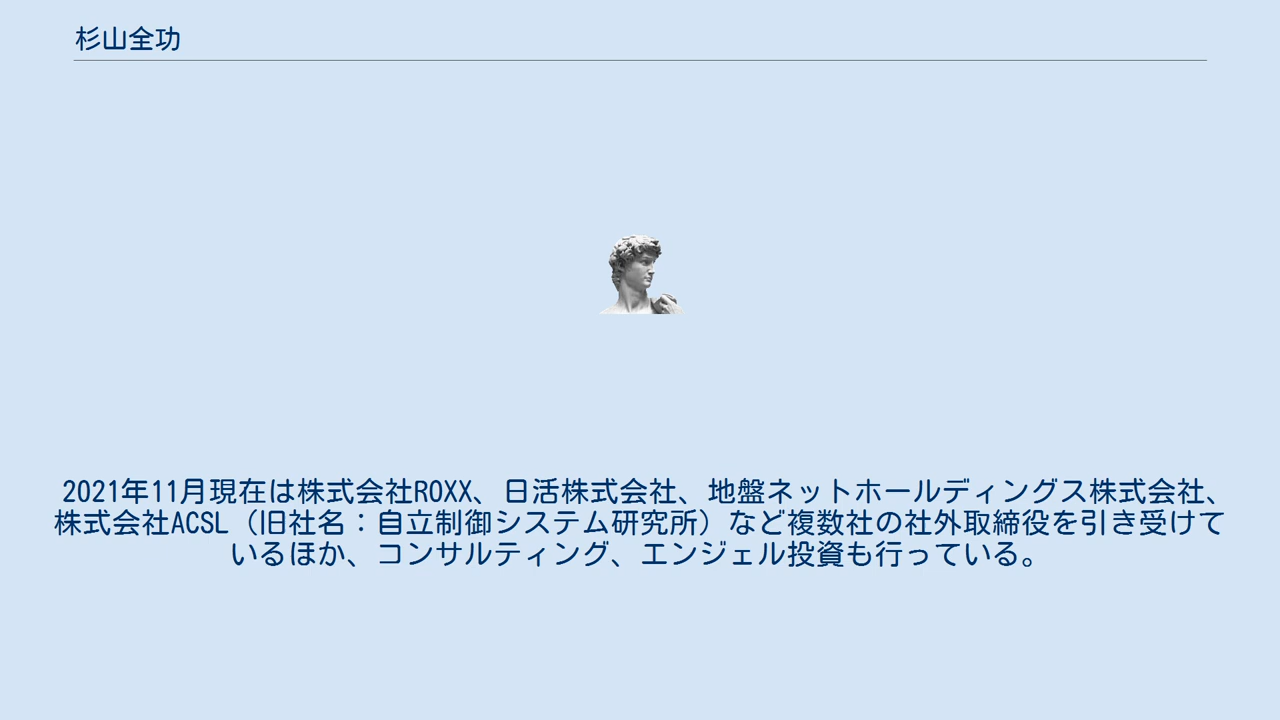 杉山全功
2021年11月現在は株式会社ROXX、日活株式会社、地盤ネットホールディングス株式会社、
株式会社ACSL（旧社名：自立制御システム研究所）など複数社の社外取締役を引き受けて
いるほか、コンサルティング、エンジェル投資も行っている。